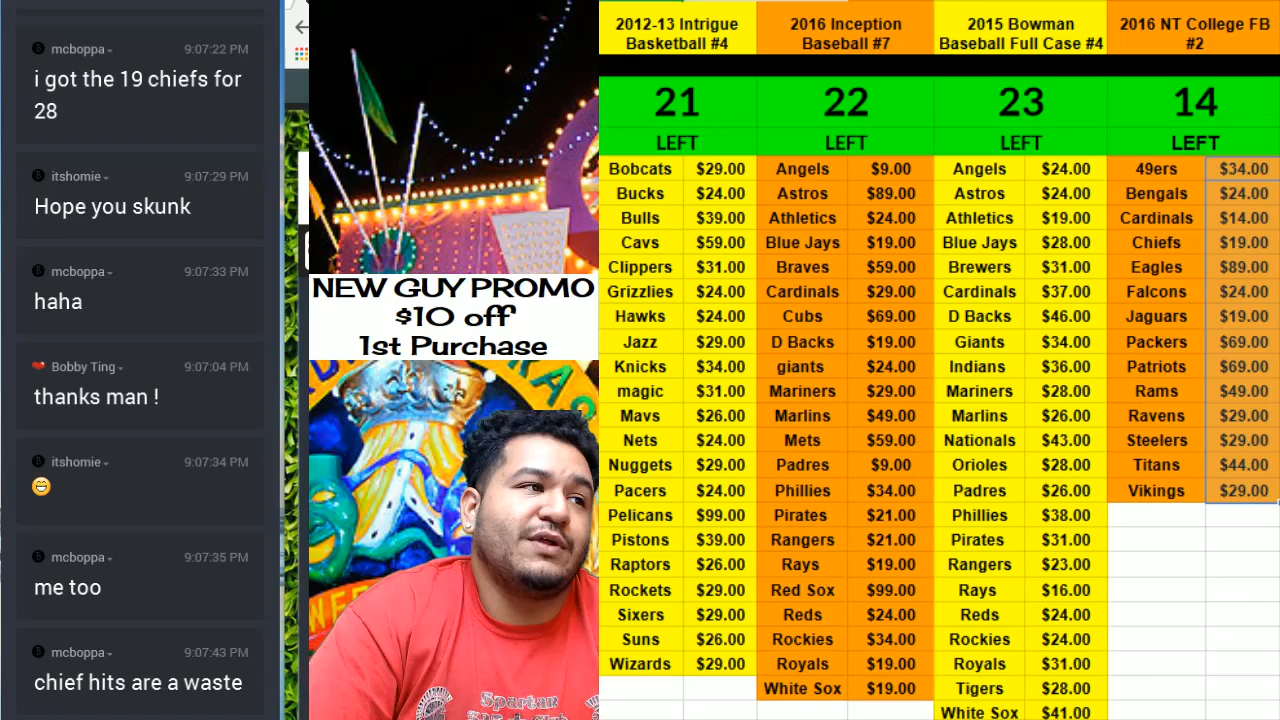 mcboppa 9:07:22 PM
i got the 19 chiefs for
28
itshomie 9:07:29 PM
Hope you skunk
mcboppa 9:07:33 PM
haha
Bobby Ting 9:07:04 PM
thanks man !
itshomie 9:07:34 PM
mcboppa 9:07:35 PM
me too
mcboppa 9:07:43 PM
chief hits are a waste
NEW GUY PROMO
$10 off
1st Purchase
Spartan
2012-13 Intrigue
Basketball #4
21
LEFT
Bobcats $29.00
Bucks $24.00
Bulls $39.00
Cavs $59.00
Clippers $31.00
Grizzlies $24.00
Hawks $24.00
Jazz $29.00
Knicks $34.00
magic $31.00
Mavs $26.00
Nets $24.00
Nuggets $29.00
Pacers $24.00
Pelicans $99.00
Pistons $39.00
Raptors $26.00
Rockets $29.00
Sixers $29.00
Suns $26.00
Wizards $29.00
2016 Inception
Baseball #7
22
LEFT
Angels $9.00
Astros $89.00
Athletics $24.00
Blue Jays $19.00
Braves $59.00
Cardinals $29.00
Cubs $69.00
D Backs $19.00
giants $24.00
Mariners $29.00
Marlins $49.00
Mets $59.00
Padres $9.00
Phillies $34.00
Pirates $21.00
Rangers $21.00
Rays $19.00
Red Sox $99.00
Reds $24.00
Rockies $34.00
Royals $19.00
White Sox $19.00
2015 Bowman
Baseball Full Case #4
23
LEFT
Angels $24.00
Astros $24.00
Athletics $19.00
Blue Jays $28.00
Brewers $31.00
Cardinals $37.00
D Backs $46.00
Giants $34.00
Indians $36.00
Mariners $28.00
Marlins $26.00
Nationals $43.00
Orioles $28.00
Padres $26.00
Phillies $38.00
Pirates $31.00
Rangers $23.00
Rays $16.00
Reds $24.00
Rockies $24.00
Royals $31.00
Tigers $28.00
White Sox $41.00
2016 NT College FB
#2
14
LEFT
49ers $34.00
Bengals $24.00
Cardinals $14.00
Chiefs $19.00
Eagles $89.00
Falcons $24.00
Jaguars $19.00
Packers $69.00
Patriots $69.00
Rams $49.00
Ravens $29.00
Steelers $29.00
Titans $44.00
Vikings $29.00